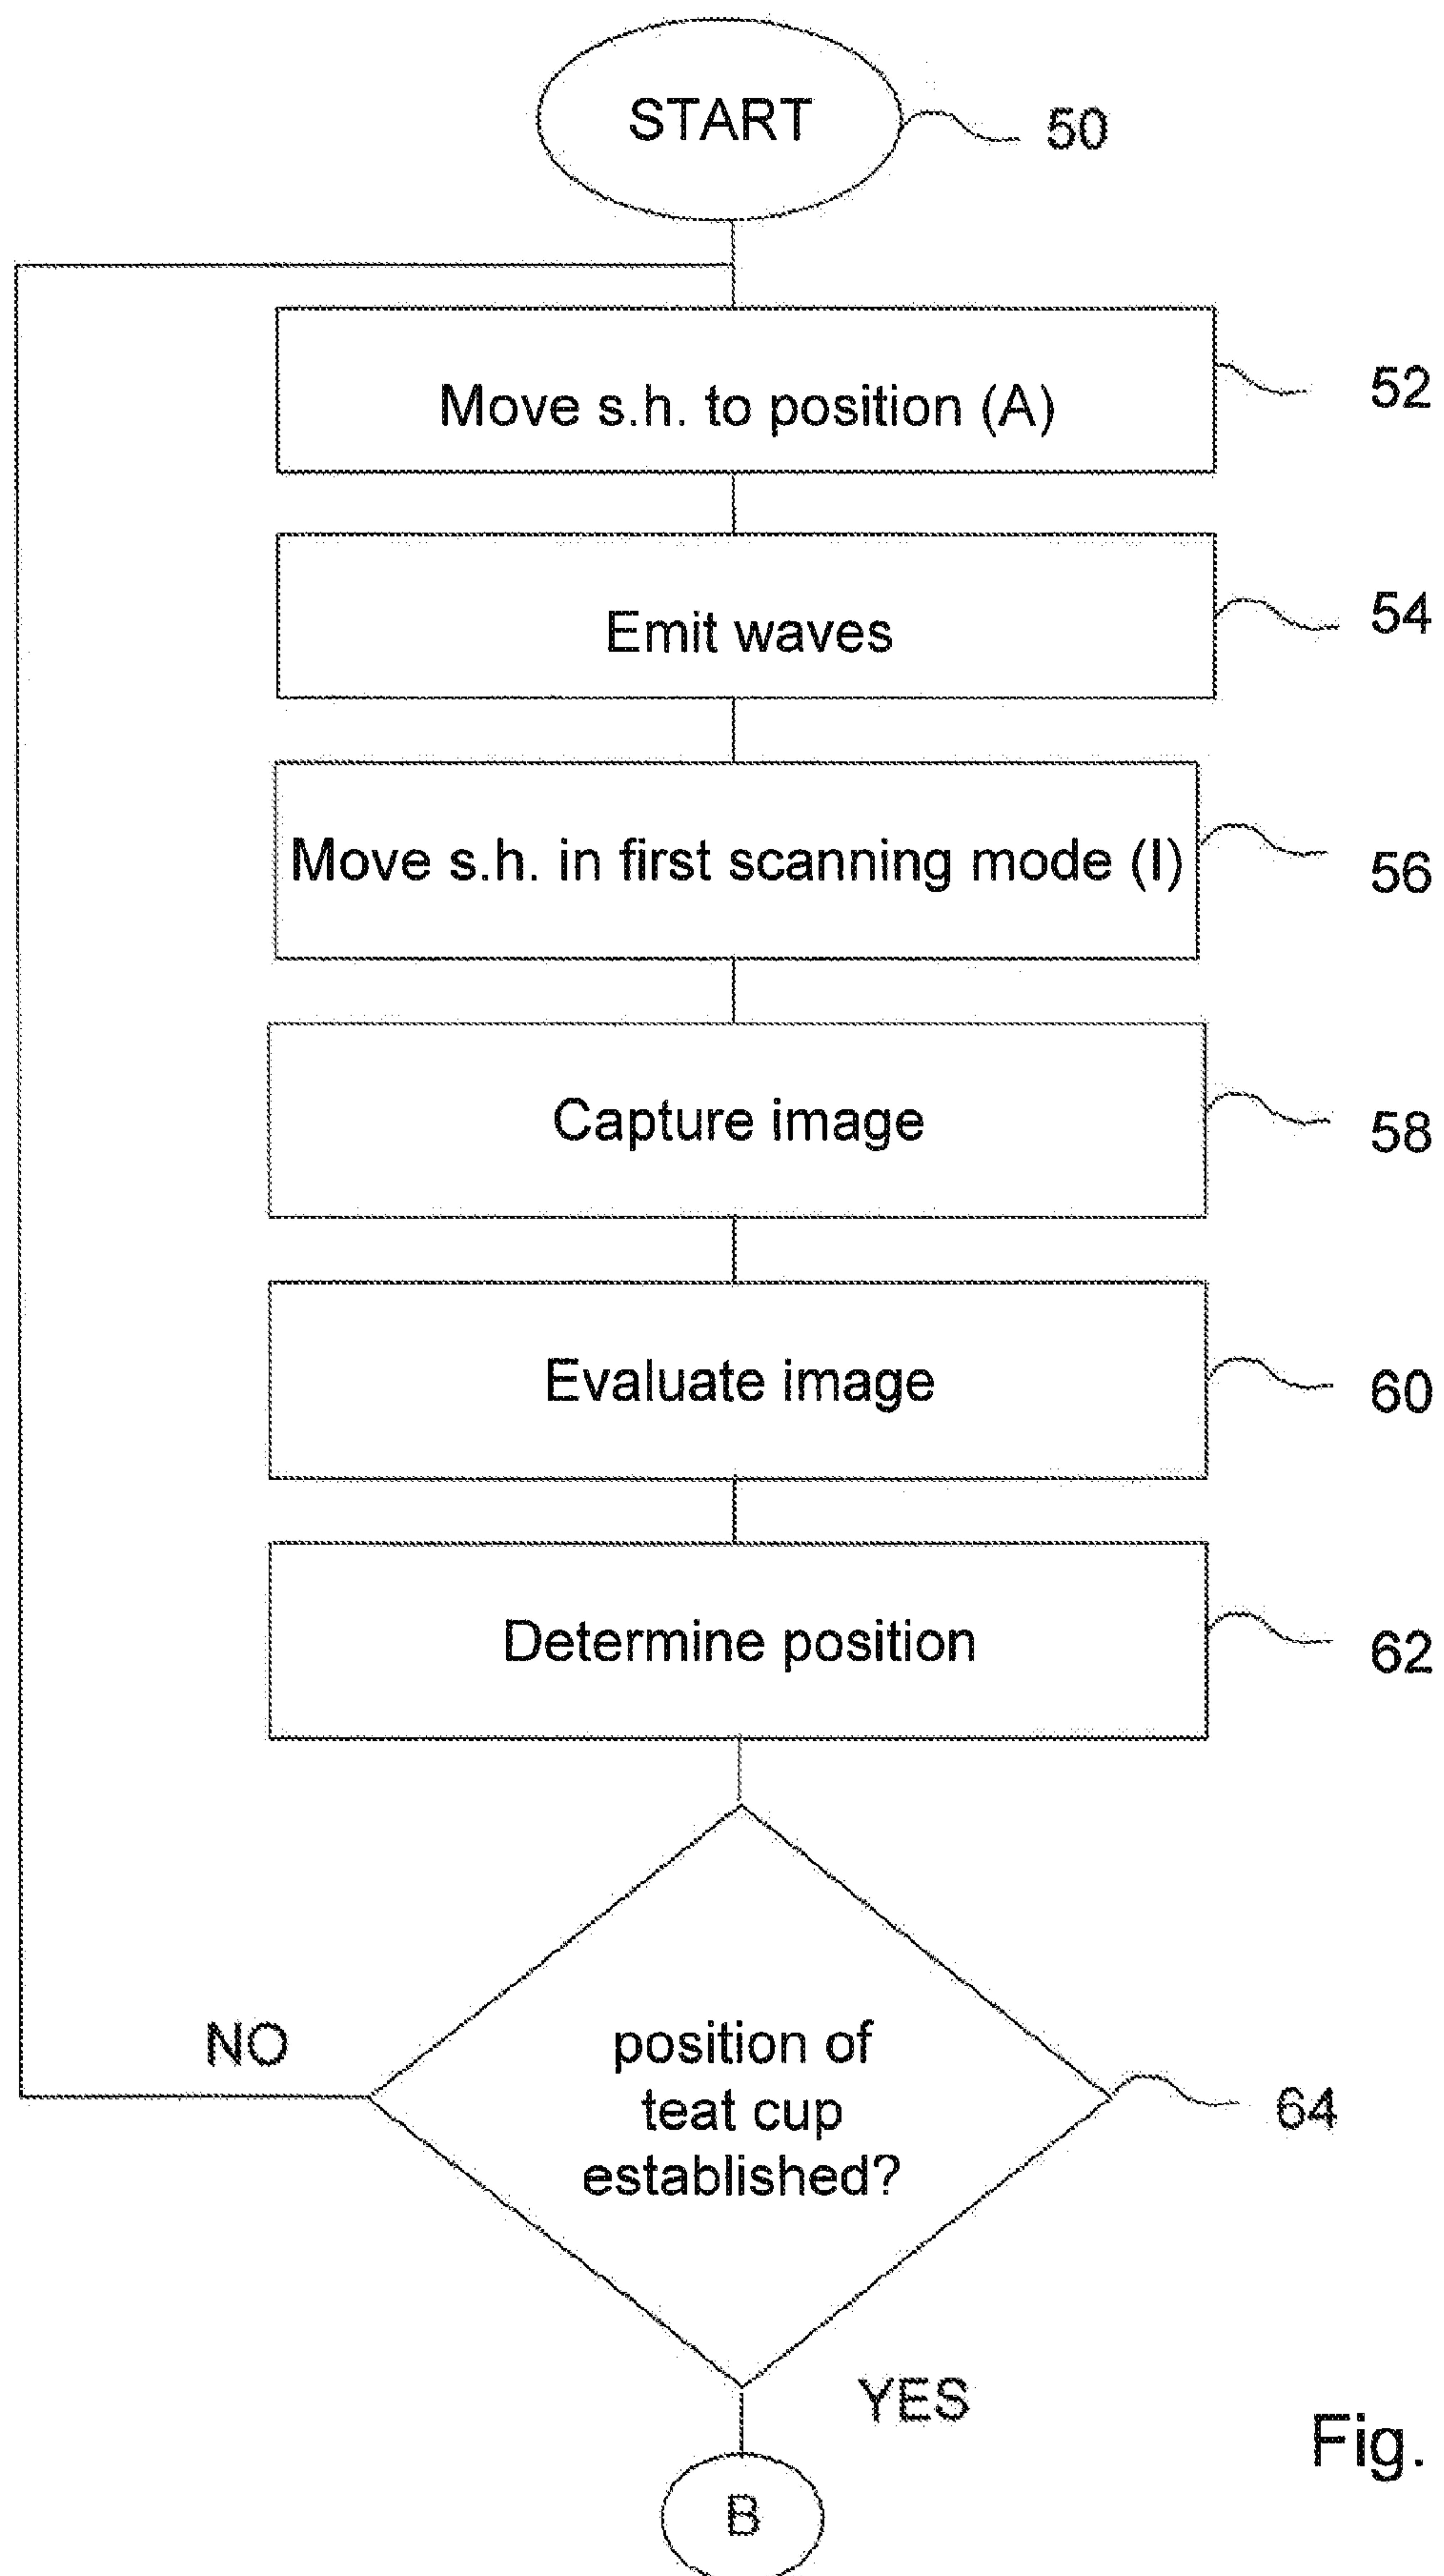 START
50
Move s.h. to position (A)
52
Emit waves
54
Move s.h. in first scanning mode (I)
56
Capture image
58
Evaluate image
60
Determine position
62
NO
position of
teat cup
established?
64
YES
Fig.
B